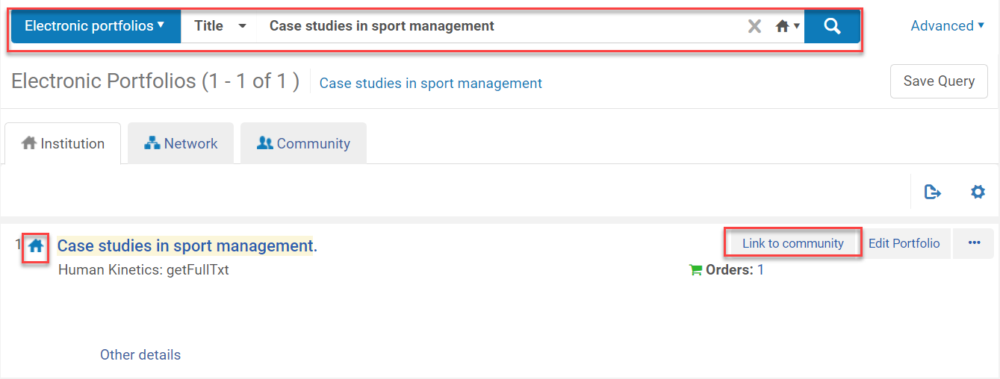 Electronic portfolios Title Case studies in sport management Advanced
Electronic Portfolios (1 - 1 of 1 ) Case studies in sport management Save Query
Institution Network Community
1 Case studies in sport management. Link to community Edit Portfolio
Human Kinetics: getFullTxt Orders: 1
Other details